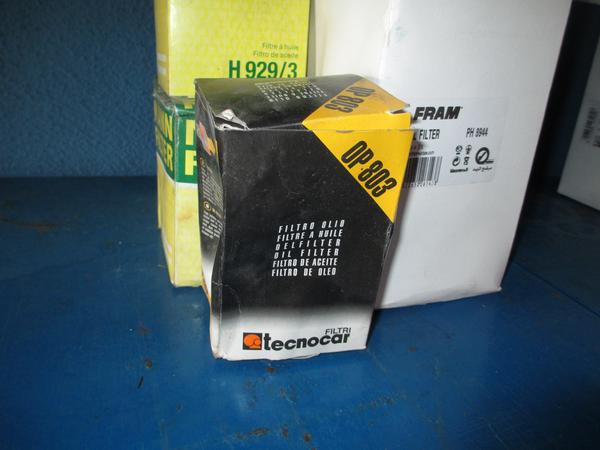 Filtre à huile
Filtro de aceite
H 929/3
OP 803
OP 803
FILTRO OLIO
FILTRE A HUILE
OELFILTER
OIL FILTER
FILTRO DE ACEITE
FILTRO DE OLEO
FILTRI
tecnocar
FRAM
FILTER PH 9944